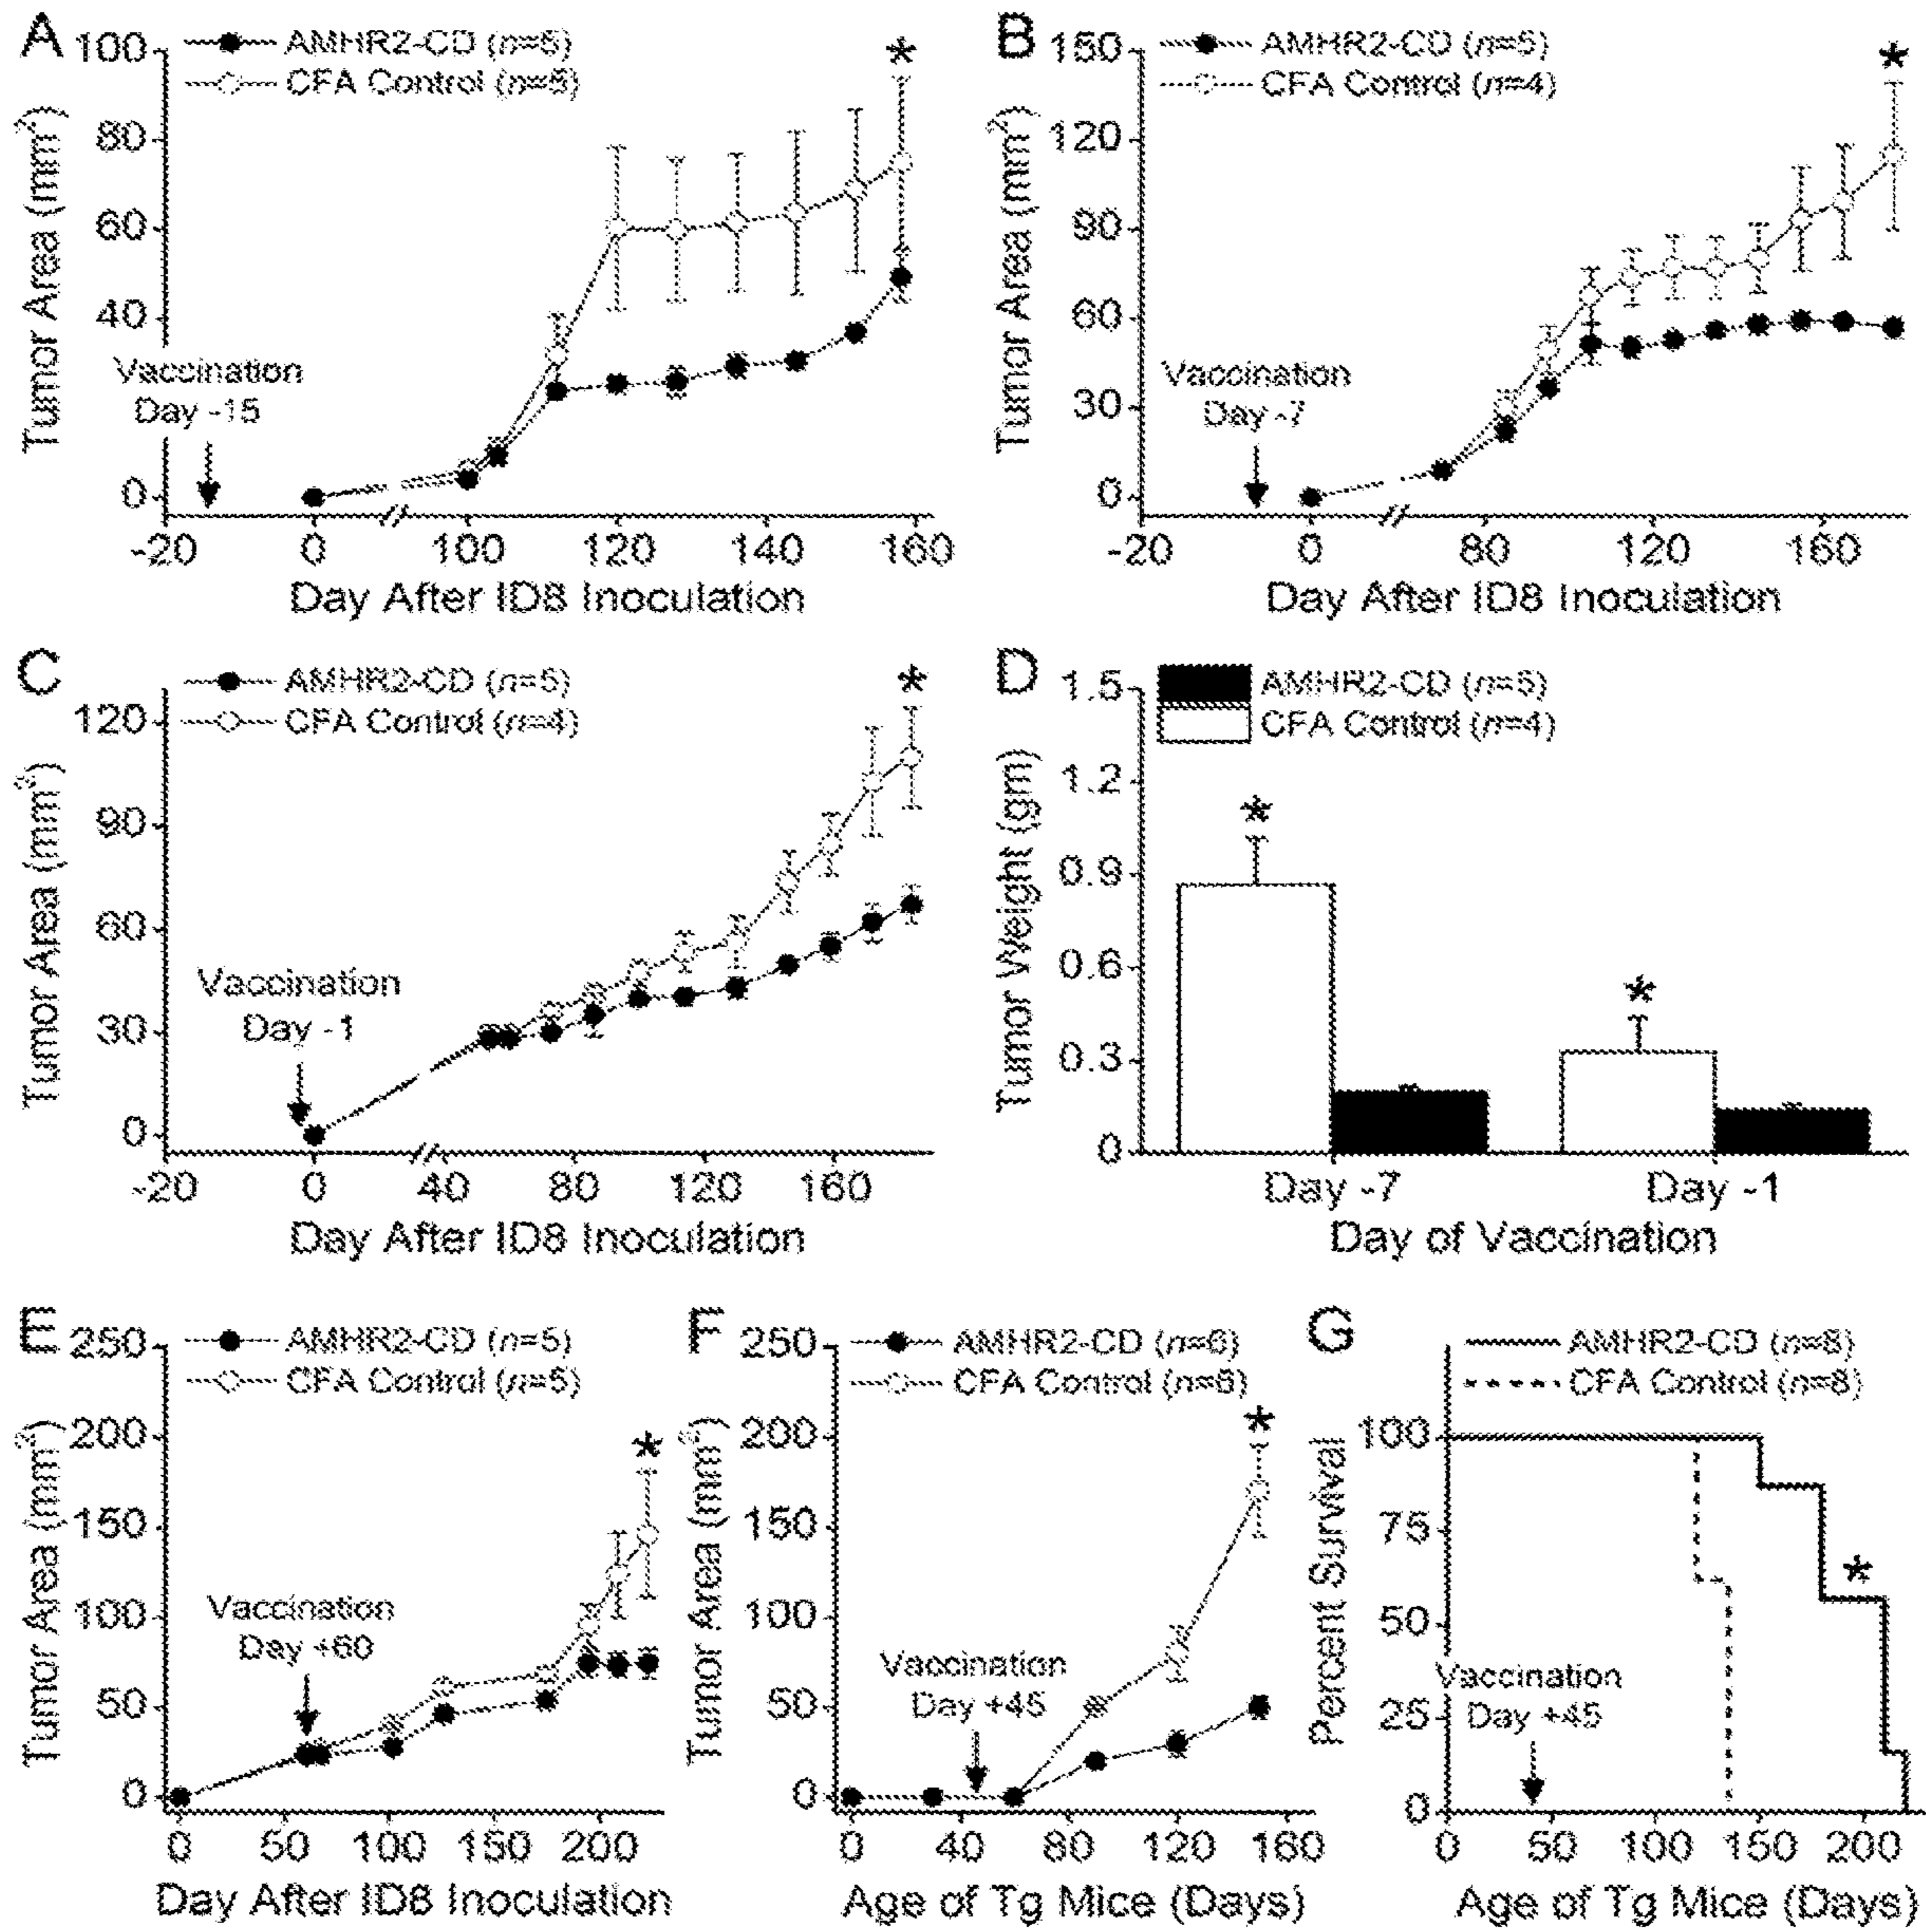 A
AMHR2-CD (n=5)
CFA Control (n=5)
100
80
60
40
0
Tumor Area (mm²)
Vaccination
Day -15
-20 0 100 120 140 160
Day After ID8 Inoculation
B
AMHR2-CD (n=5)
CFA Control (n=4)
150
120
90
60
30
0
Tumor Area (mm²)
Vaccination
Day -7
-20 0 80 120 160
Day After ID8 Inoculation
*
*
C
AMHR2-CD (n=5)
CFA Control (n=4)
120
90
60
30
0
Tumor Area (mm²)
Vaccination
Day -1
-20 0 40 80 120 160
Day After ID8 Inoculation
*
D
AMHR2-CD (n=5)
CFA Control (n=4)
1.5
1.2
0.9
0.6
0.3
0
Tumor Weight (gm)
* *
Day -7 Day -1
Day of Vaccination
E
AMHR2-CD (n=5)
CFA Control (n=5)
250
200
150
100
50
0
Tumor Area (mm²)
Vaccination
Day +60
*
0 50 100 150 200
Day After ID8 Inoculation
F
AMHR2-CD (n=6)
CFA Control (n=6)
250
200
150
100
50
0
Tumor Area (mm²)
Vaccination
Day +45
*
0 40 80 120 160
Age of Tg Mice (Days)
G
AMHR2-CD (n=8)
CFA Control (n=8)
100
75
50
25
0
Percent Survival
Vaccination
Day +45
*
0 50 100 150 200
Age of Tg Mice (Days)